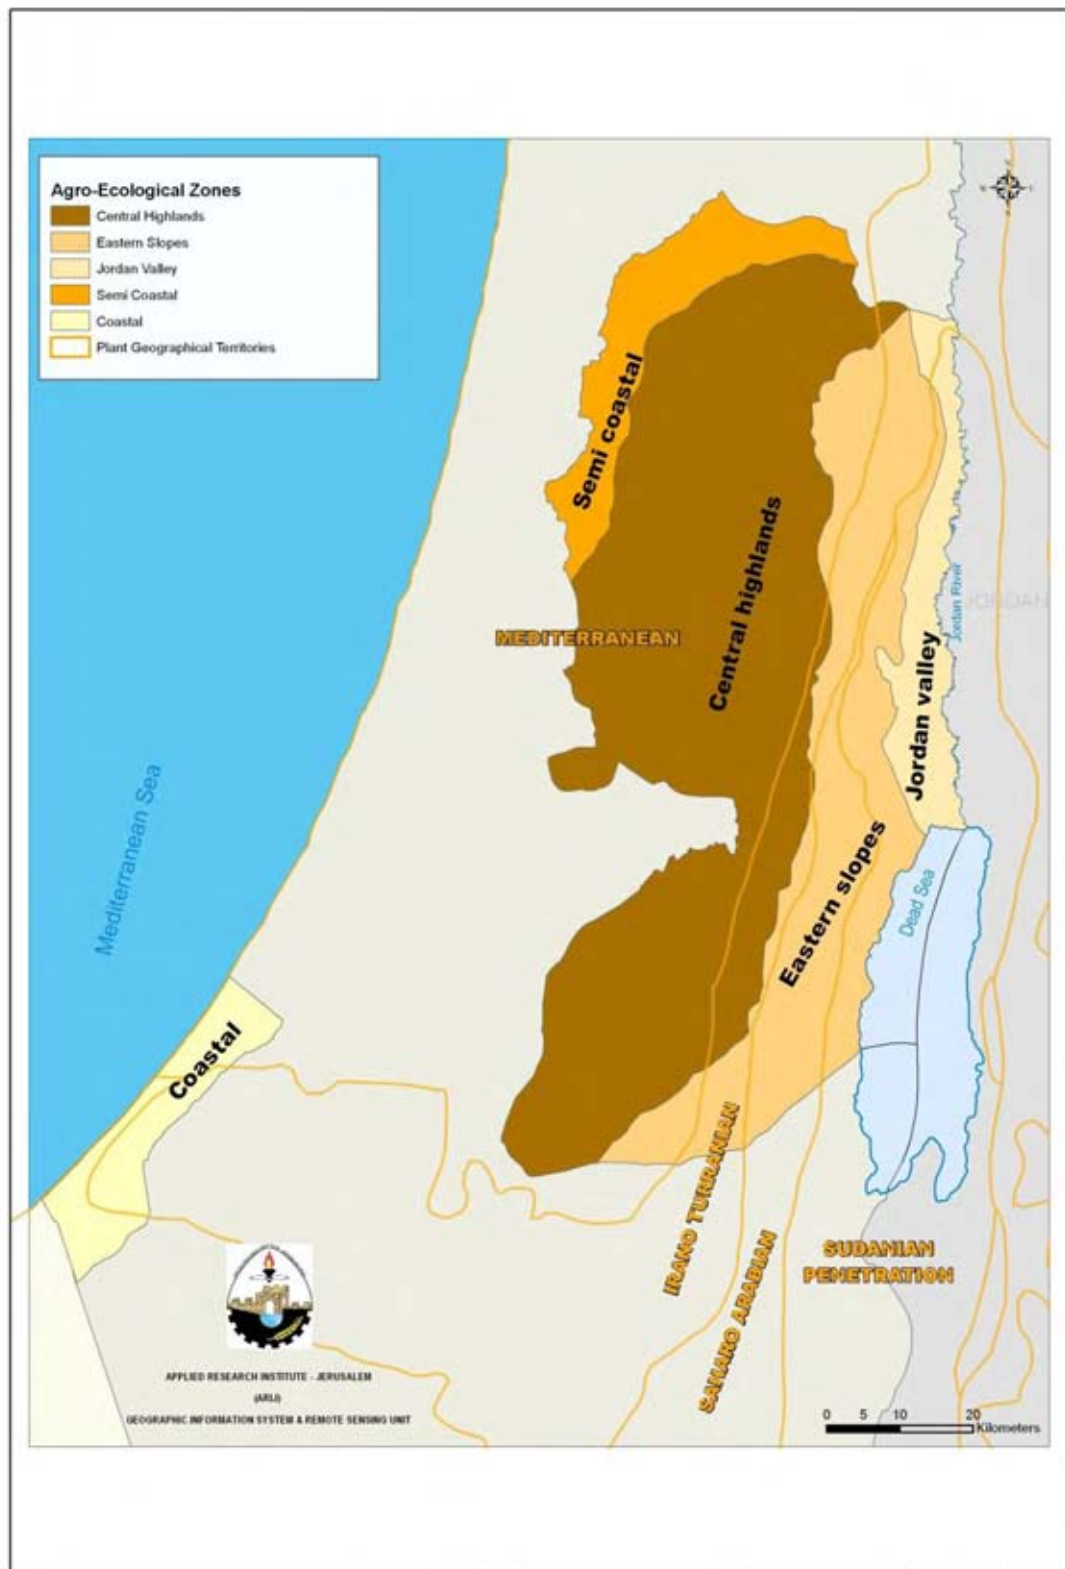 Agro-Ecological Zones
Central Highlands
Eastern Slopes
Jordan Valley
Semi Coastal
Coastal
Plant Geographical Territories
Semi coastal
Central highlands
MEDITERRANEAN
Jordan River
Jordan valley
Mediterranean Sea
Eastern slopes
Dead Sea
Coastal
IRANO TURRANIAN
SAHARO ARABIAN
SUDANIAN
PENETRATION
APPLIED RESEARCH INSTITUTE - JERUSALEM
(ARIJ)
GEOGRAPHIC INFORMATION SYSTEM & REMOTE SENSING UNIT
0 5 10 20
Kilometers